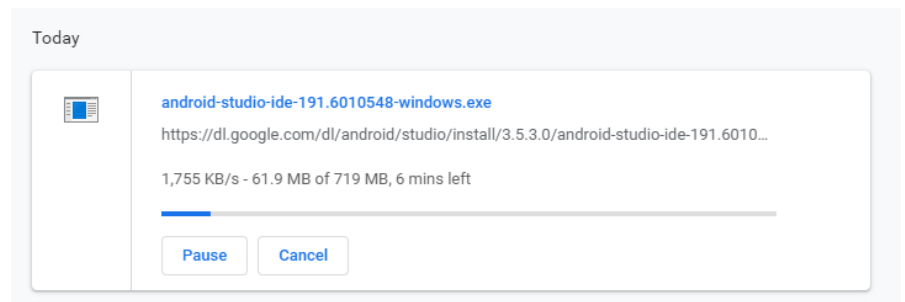 Today
android-studio-ide-191.6010548-windows.exe
https://dl.google.com/dl/android/studio/install/3.5.3.0/android-studio-ide-191.6010...
1,755 KB/s - 61.9 MB of 719 MB, 6 mins left
Pause Cancel